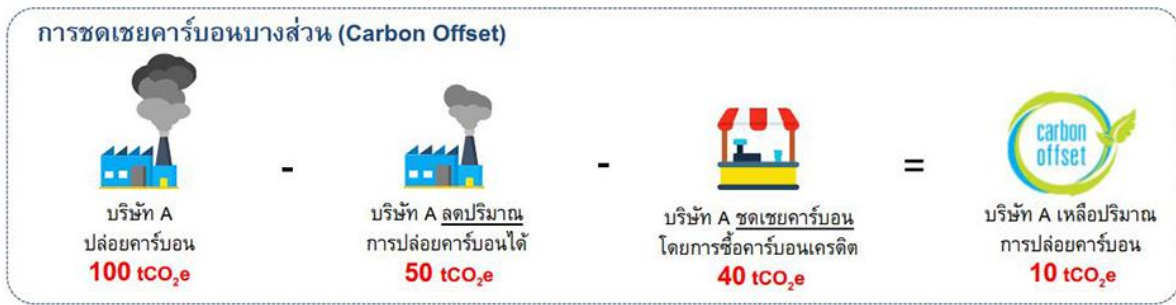 การชดเชยคาร์บอนบางส่วน (Carbon Offset)
บริษัท A
ปล่อยคาร์บอน
100 tCO₂e
-
บริษัท A ลดปริมาณ
การปล่อยคาร์บอนได้
50 tCO₂e
-
บริษัท A ชดเชยคาร์บอน
โดยการซื้อคาร์บอนเครดิต
40 tCO₂e
=
carbon
offset
บริษัท A เหลือปริมาณ
การปล่อยคาร์บอน
10 tCO₂e